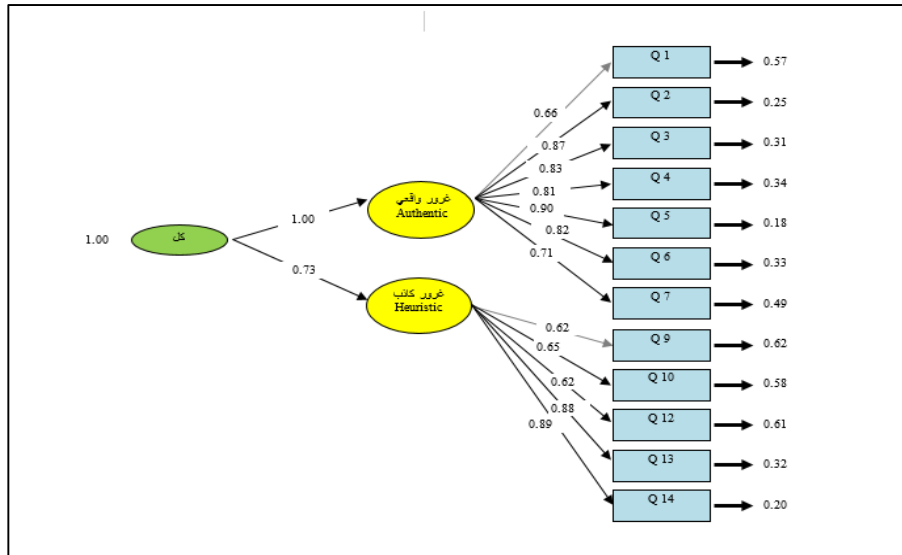 کل
1.00
1.00
0.73
غرور واقعي
Authentic
غرور كاذب
Heuristic
0.66
0.87
0.83
0.81
0.90
0.82
0.71
0.62
0.65
0.62
0.88
0.89
Q 1
0.57
Q 2
0.25
Q 3
0.31
Q 4
0.34
Q 5
0.18
Q 6
0.33
Q 7
0.49
Q 9
0.62
Q 10
0.58
Q 12
0.61
Q 13
0.32
Q 14
0.20